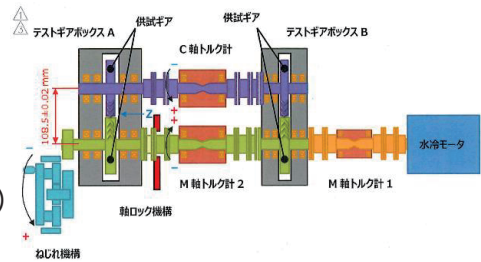 供試ギア
供試ギア
テストギアボックス A
C 軸トルク計
テストギアボックス B
108.5±0.02 mm
Z
−
+
+
−
水冷モータ
−
+
軸ロック機構
M 軸トルク計 2
M 軸トルク計 1
ねじれ機構